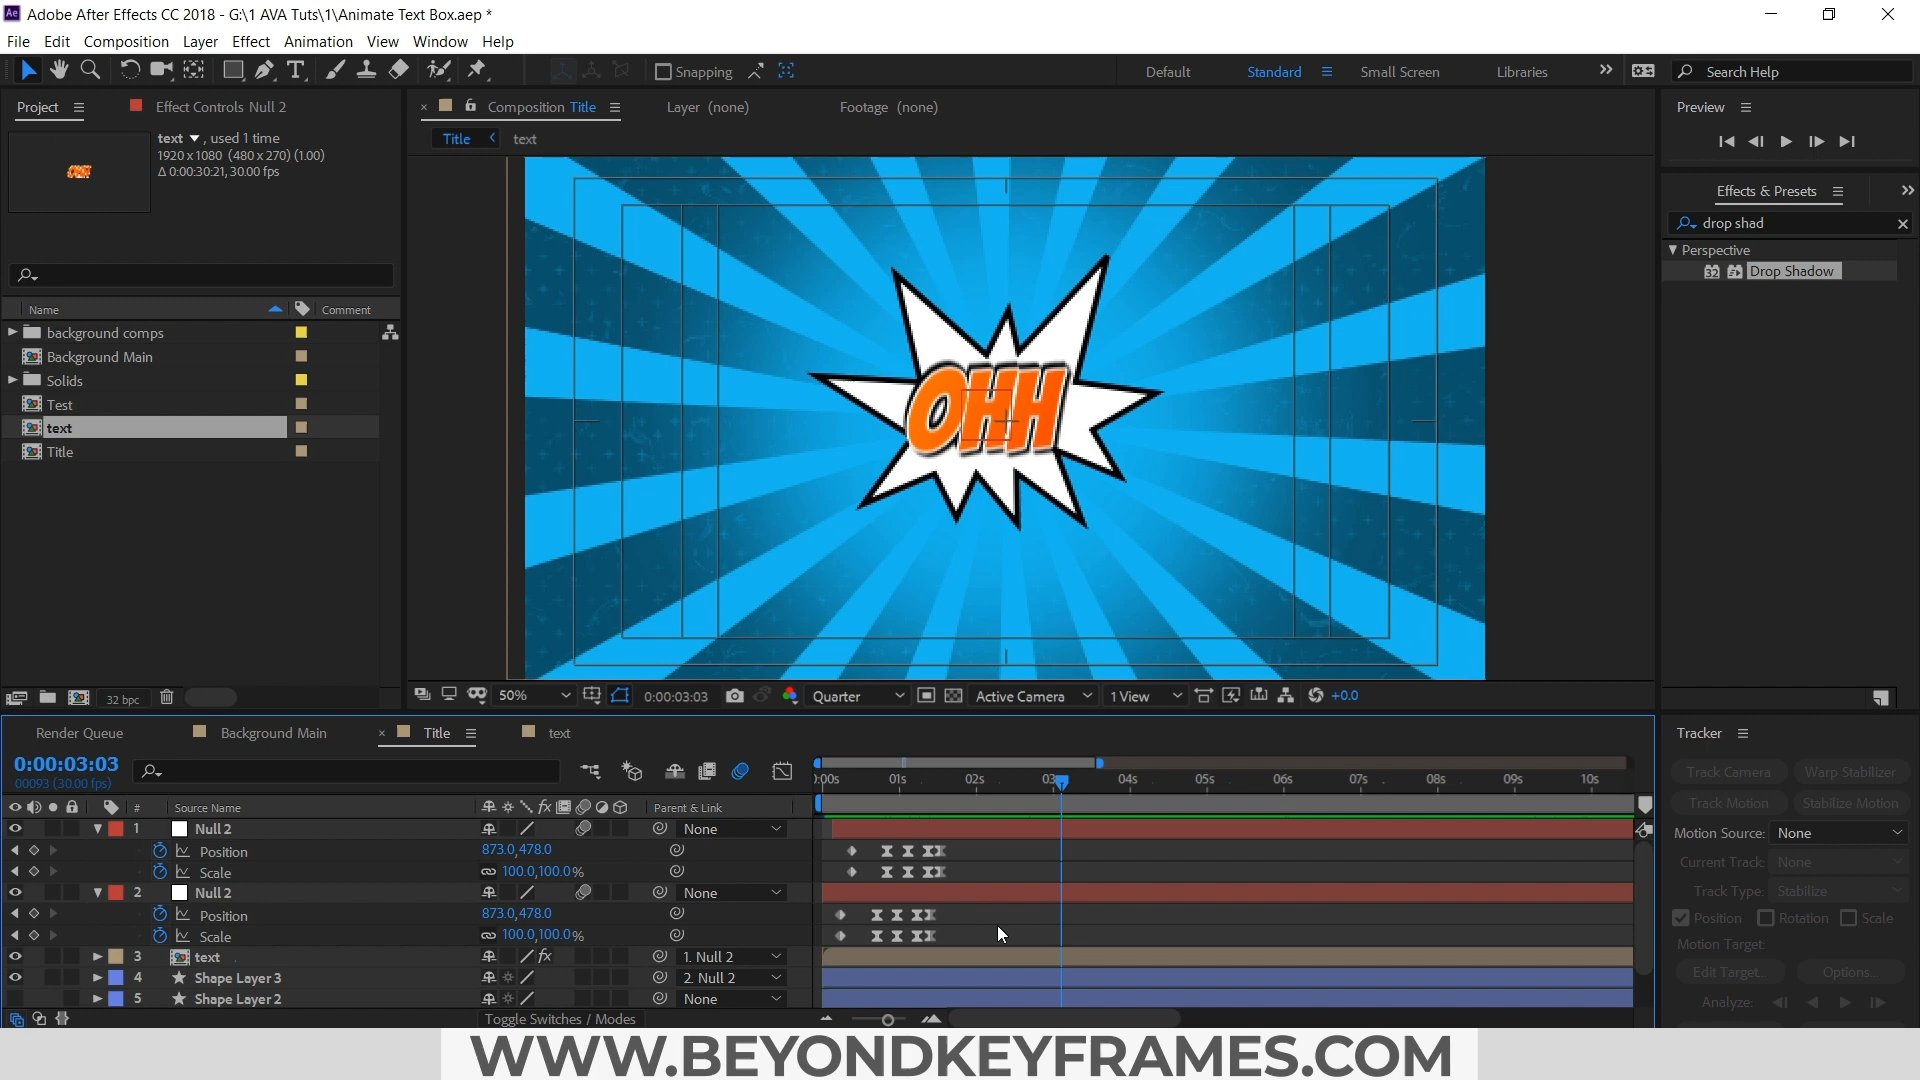 Adobe After Effects CC 2018 - G:\1 AVA Tuts\1\Animate Text Box.aep *
File Edit Composition Layer Effect Animation View Window Help
Snapping Default Standard Small Screen Libraries Search Help
Project Effect Controls Null 2 Composition Title Layer (none) Footage (none) Preview
text , used 1 time
1920 x 1080 (480 x 270) (1.00)
Δ 0:00:30:21, 30.00 fps
Title text
Effects & Presets
drop shad
Perspective
32 Drop Shadow
Name Comment
background comps
Background Main
Solids
Test
text
Title
OHH
32 bpc 50% 0:00:03:03 Quarter Active Camera 1 View +0.0
Render Queue Background Main Title text
Tracker
0:00:03:03
00093 (30.00 fps)
:00s 01s 02s 03 04s 05s 06s 07s 08s 09s 10s
Track Camera Warp Stabilizer
Track Motion Stabilize Motion
# Source Name fx Parent & Link
1 Null 2 None
Motion Source: None
Position 873.0,478.0
Current Track: None
Scale 100.0,100.0%
Track Type: Stabilize
2 Null 2 None
Position 873.0,478.0
Position Rotation Scale
Scale 100.0,100.0%
Motion Target:
3 text fx 1. Null 2
Edit Target... Options...
4 Shape Layer 3 2. Null 2
5 Shape Layer 2 None
Analyze:
Toggle Switches / Modes
WWW.BEYONDKEYFRAMES.COM